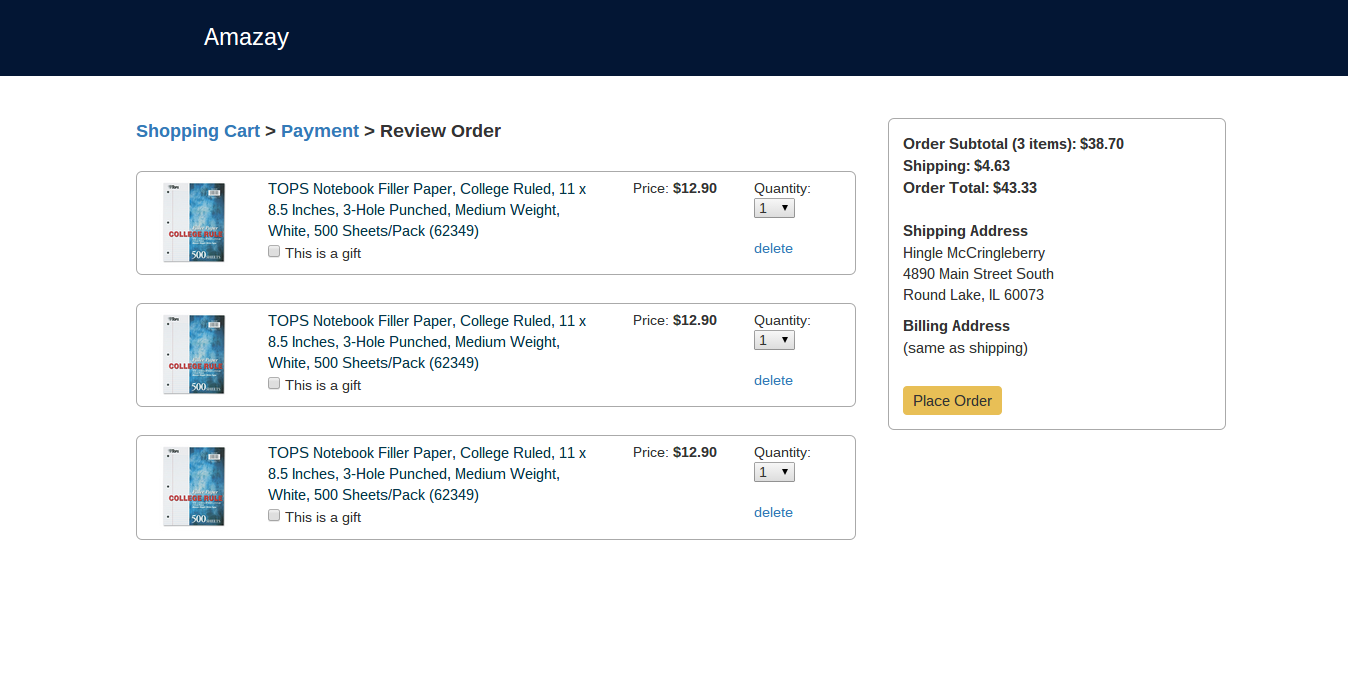 Amazay
Shopping Cart > Payment > Review Order
TOPS Notebook Filler Paper, College Ruled, 11 x
8.5 Inches, 3-Hole Punched, Medium Weight,
White, 500 Sheets/Pack (62349)
This is a gift
Price: $12.90
Quantity:
1
delete
COLLEGE RULE
500 SHEETS
TOPS Notebook Filler Paper, College Ruled, 11 x
8.5 Inches, 3-Hole Punched, Medium Weight,
White, 500 Sheets/Pack (62349)
This is a gift
Price: $12.90
Quantity:
1
delete
COLLEGE RULE
500 SHEETS
TOPS Notebook Filler Paper, College Ruled, 11 x
8.5 Inches, 3-Hole Punched, Medium Weight,
White, 500 Sheets/Pack (62349)
This is a gift
Price: $12.90
Quantity:
1
delete
COLLEGE RULE
500 SHEETS
Order Subtotal (3 items): $38.70
Shipping: $4.63
Order Total: $43.33
Shipping Address
Hingle McCringleberry
4890 Main Street South
Round Lake, IL 60073
Billing Address
(same as shipping)
Place Order